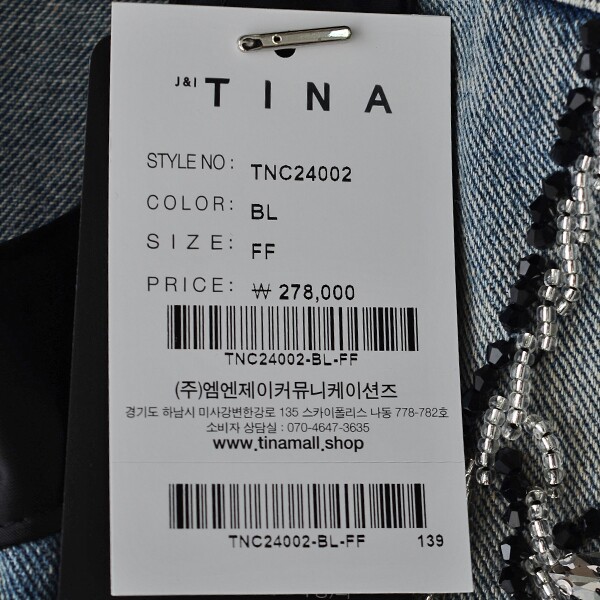 J&I TINA
STYLE NO: TNC24002
COLOR: BL
SIZE: FF
PRICE: ₩ 278,000
TNC24002-BL-FF
(주)엠엔제이커뮤니케이션즈
경기도 하남시 미사강변한강로 135 스카이폴리스 나동 778-782호
소비자 상담실 : 070-4647-3635
www.tinamall.shop
TNC24002-BL-FF 139